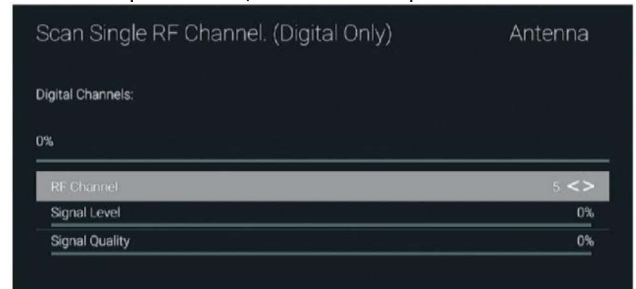 Scan Single RF Channel. (Digital Only) Antenna
Digital Channels:
0%
RF Channel 5 <>
Signal Level 0%
Signal Quality 0%